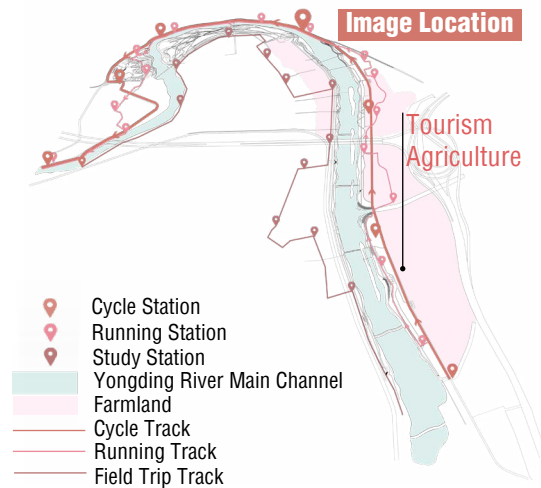 Image Location
Tourism
Agriculture
Cycle Station
Running Station
Study Station
Yongding River Main Channel
Farmland
Cycle Track
Running Track
Field Trip Track